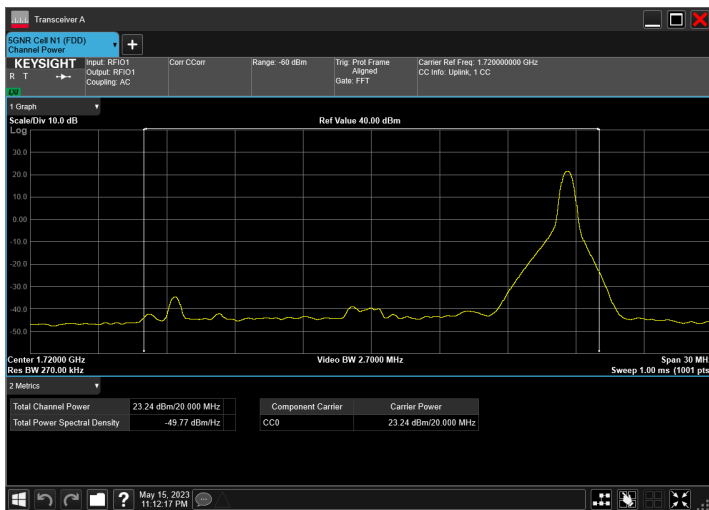 Transceiver A
5GNR Cell N1 (FDD)
Channel Power
KEYSIGHT Input: RFIO1 Corr CCorr Range: -60 dBm Trig: Prot Frame Carrier Ref Freq: 1.720000000 GHz
R T Output: RFIO1 Aligned CC Info: Uplink, 1 CC
Coupling: AC Gate: FFT
1 Graph
Scale/Div 10.0 dB Ref Value 40.00 dBm
Log
30.0
20.0
10.0
0.00
-10.0
-20.0
-30.0
-40.0
-50.0
Center 1.72000 GHz Video BW 2.7000 MHz Span 30 MH
Res BW 270.00 kHz Sweep 1.00 ms (1001 pts
2 Metrics
Total Channel Power 23.24 dBm/20.000 MHz Component Carrier Carrier Power
Total Power Spectral Density -49.77 dBm/Hz CC0 23.24 dBm/20.000 MHz
? May 15, 2023
11:12:17 PM